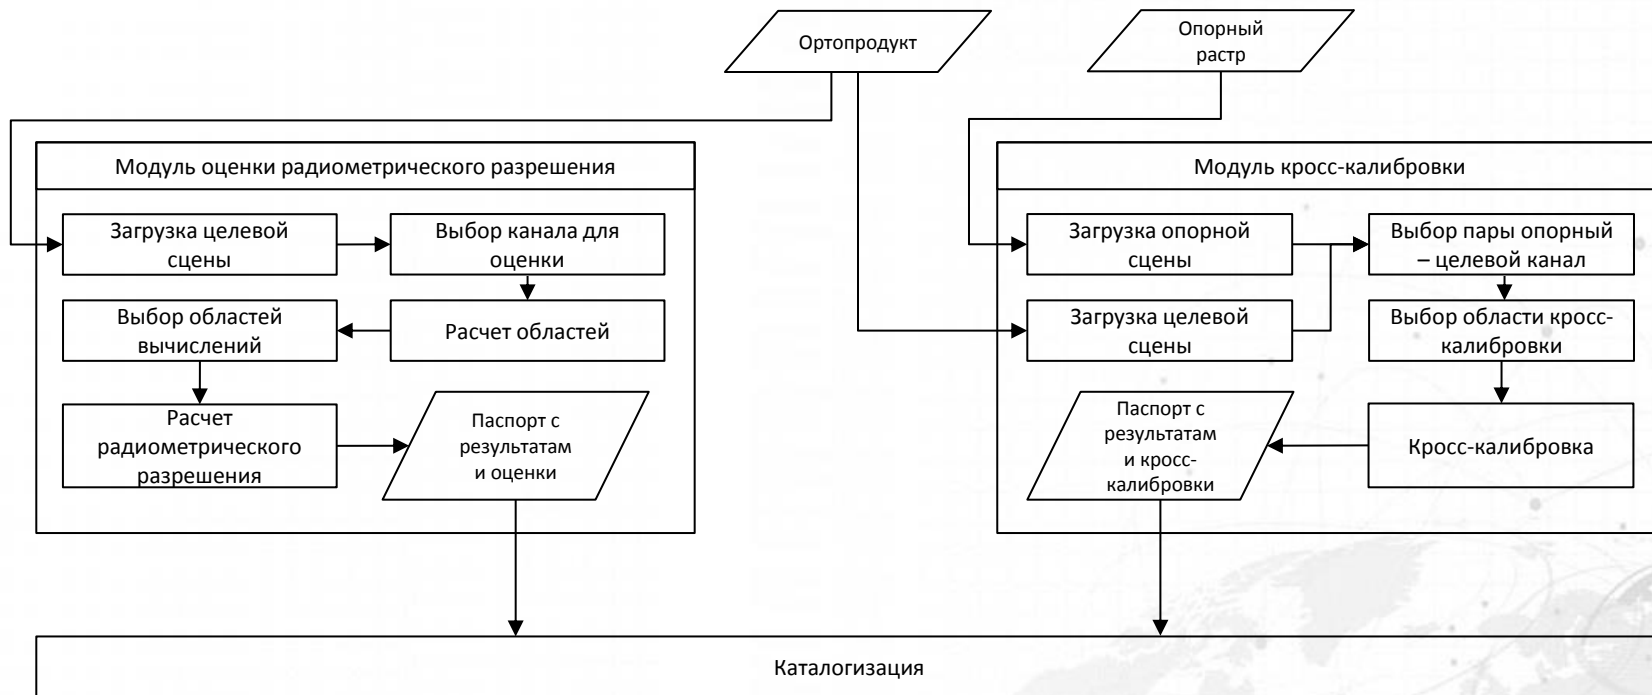 Ортопродукт
Опорный
растр
Модуль оценки радиометрического разрешения
Загрузка целевой
сцены
Выбор канала для
оценки
Выбор областей
вычислений
Расчет областей
Расчет
радиометрического
разрешения
Паспорт с
результатам
и оценки
Модуль кросс-калибровки
Загрузка опорной
сцены
Выбор пары опорный
– целевой канал
Загрузка целевой
сцены
Выбор области кросс-
калибровки
Паспорт с
результатам
и кросс-
калибровки
Кросс-калибровка
Каталогизация